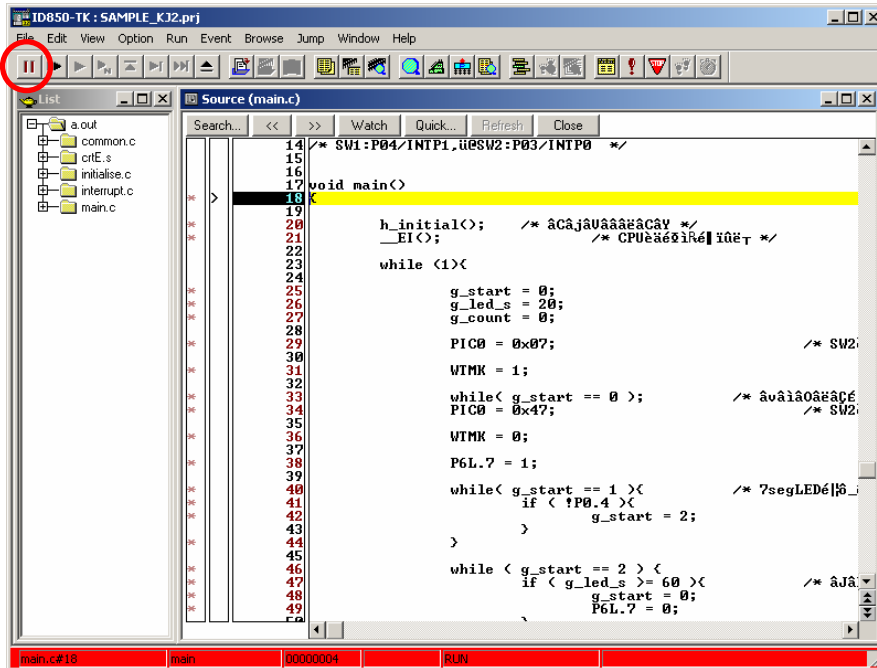 ID850-TK : SAMPLE_KJ2.prj
File Edit View Option Run Event Browse Jump Window Help
List
a.out
common.c
crtE.s
initialise.c
interrupt.c
main.c
Source (main.c)
Search... << >> Watch Quick... Refresh Close
14 /* SW1:P04/INTP1,ü@SW2:P03/INTP0 */
15
16
17 void main()
18 {
19
20 h_initial(); /*
21 __EI(); /* */
22
23 while (1){
24
25 g_start = 0;
26 g_led_s = 20;
27 g_count = 0;
28
29 PIC0 = 0x07; /* SW2
30
31 WTMK = 1;
32
33 while( g_start == 0 ); /*
34 PIC0 = 0x47; /* SW2
35
36 WTMK = 0;
37
38 P6L.7 = 1;
39
40 while( g_start == 1 ){ /*
41 if ( !P0.4 ){
42 g_start = 2;
43 }
44 }
45
46 while ( g_start == 2 ) {
47 if ( g_led_s >= 60 ){ /*
48 g_start = 0;
49 P6L.7 = 0;
main.c#18 main 00000004 RUN